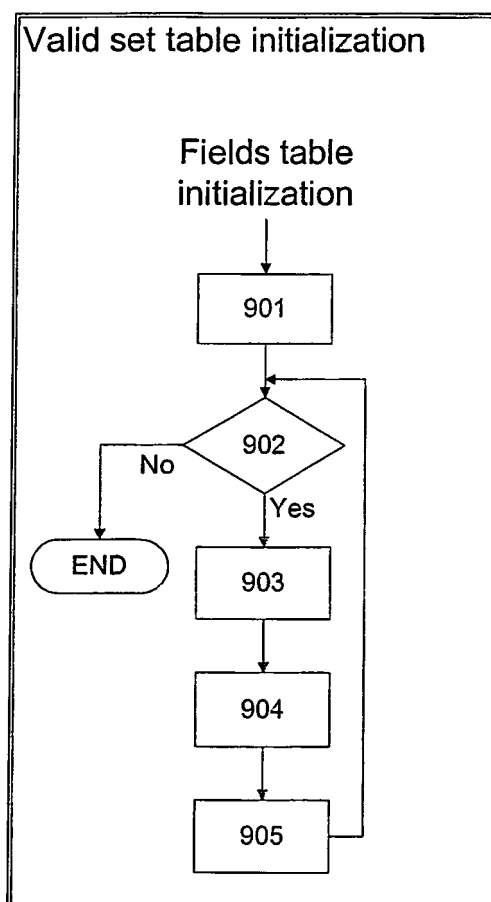 Valid set table initialization
Fields table
initialization
901
902
No
Yes
END
903
904
905